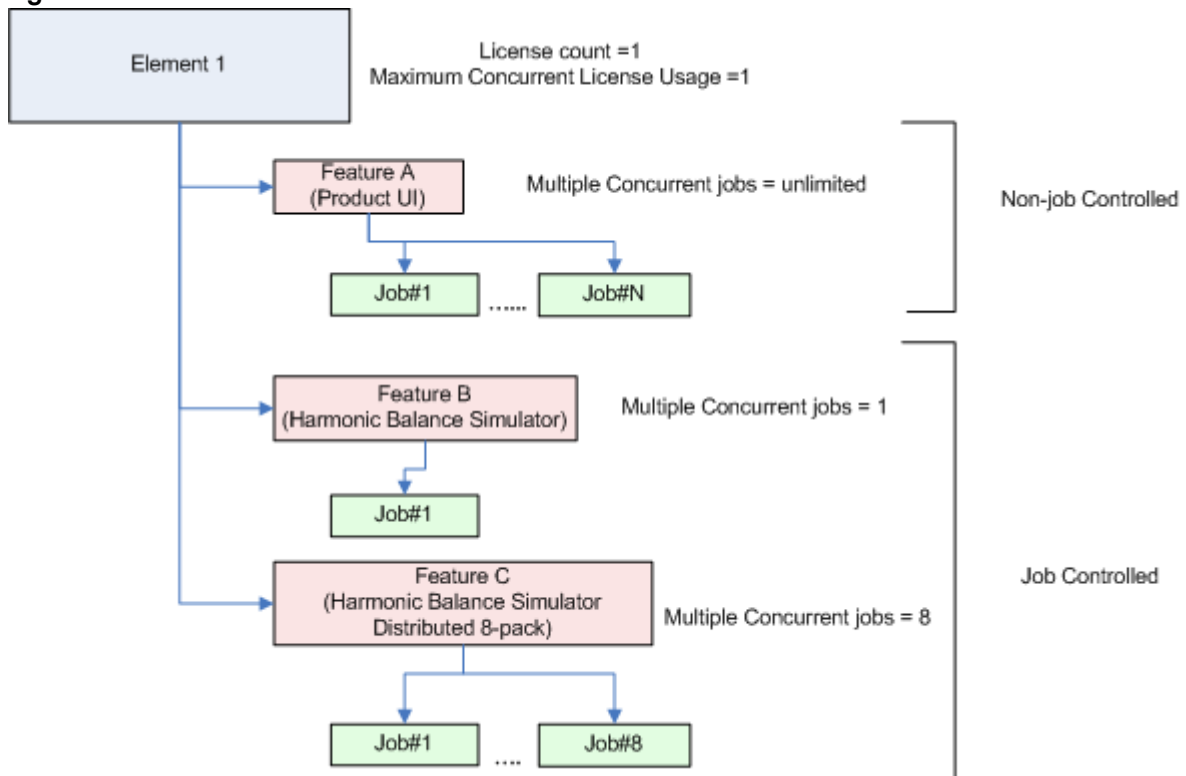 Element 1
License count =1
Maximum Concurrent License Usage =1
Feature A
(Product UI)
Multiple Concurrent jobs = unlimited
Non-job Controlled
Job#1
......
Job#N
Feature B
(Harmonic Balance Simulator)
Multiple Concurrent jobs = 1
Job#1
Job Controlled
Feature C
(Harmonic Balance Simulator
Distributed 8-pack)
Multiple Concurrent jobs = 8
Job#1
....
Job#8